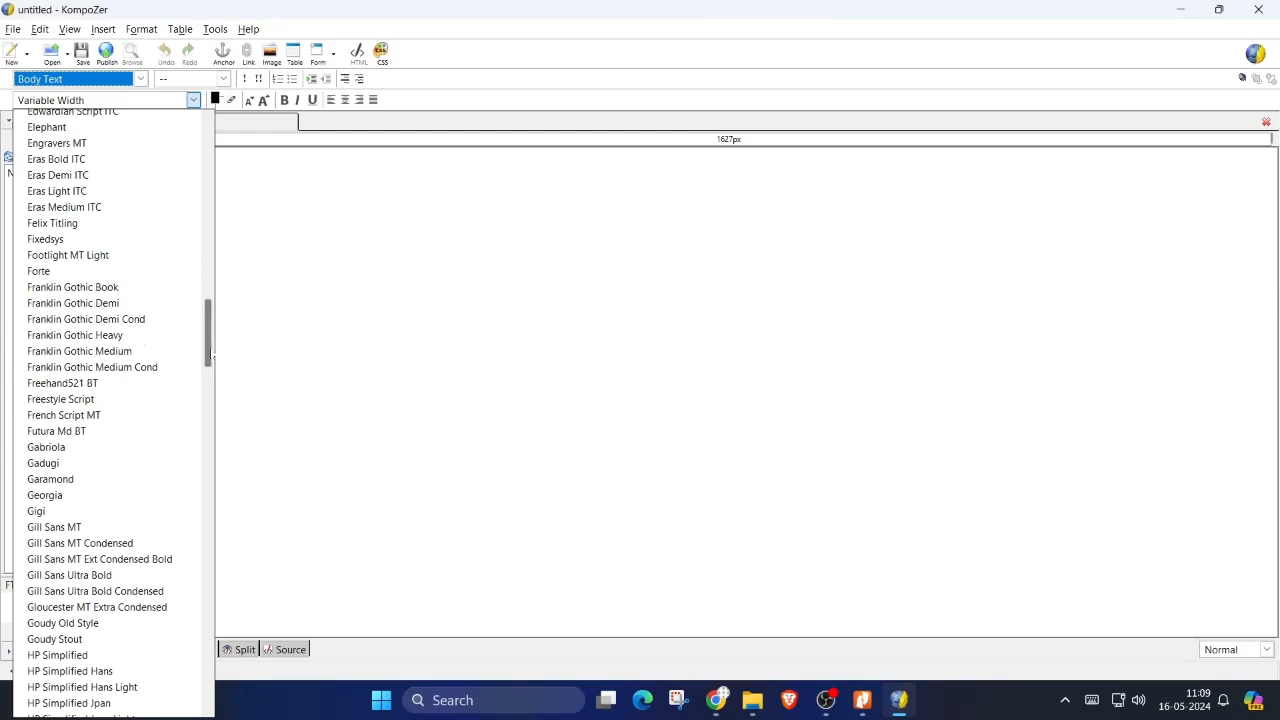 untitled - KompoZer
File Edit View Insert Format Table Tools Help
New Open Save Publish Browse Undo Redo Anchor Link Image Table Form HTML CSS
Body Text --
Variable Width B I U
1627px
Edwardian Script ITC
Elephant
Engravers MT
Eras Bold ITC
Eras Demi ITC
Eras Light ITC
Eras Medium ITC
Felix Titling
Fixedsys
Footlight MT Light
Forte
Franklin Gothic Book
Franklin Gothic Demi
Franklin Gothic Demi Cond
Franklin Gothic Heavy
Franklin Gothic Medium
Franklin Gothic Medium Cond
Freehand521 BT
Freestyle Script
French Script MT
Futura Md BT
Gabriola
Gadugi
Garamond
Georgia
Gigi
Gill Sans MT
Gill Sans MT Condensed
Gill Sans MT Ext Condensed Bold
Gill Sans Ultra Bold
Gill Sans Ultra Bold Condensed
Gloucester MT Extra Condensed
Goudy Old Style
Goudy Stout
HP Simplified
HP Simplified Hans
HP Simplified Hans Light
HP Simplified Jpan
Split Source Normal
Search
11:09
16-05-2024